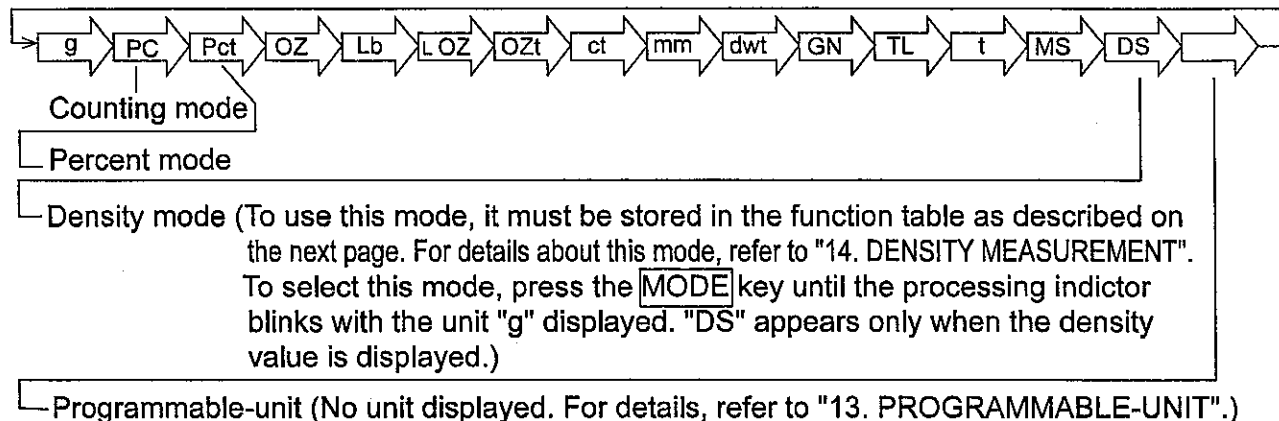 g PC Pct OZ Lb L OZ OZt ct mm dwt GN TL t MS DS
Counting mode
Percent mode
Density mode (To use this mode, it must be stored in the function table as described on
the next page. For details about this mode, refer to "14. DENSITY MEASUREMENT".
To select this mode, press the MODE key until the processing indictor
blinks with the unit "g" displayed. "DS" appears only when the density
value is displayed.)
Programmable-unit (No unit displayed. For details, refer to "13. PROGRAMMABLE-UNIT".)